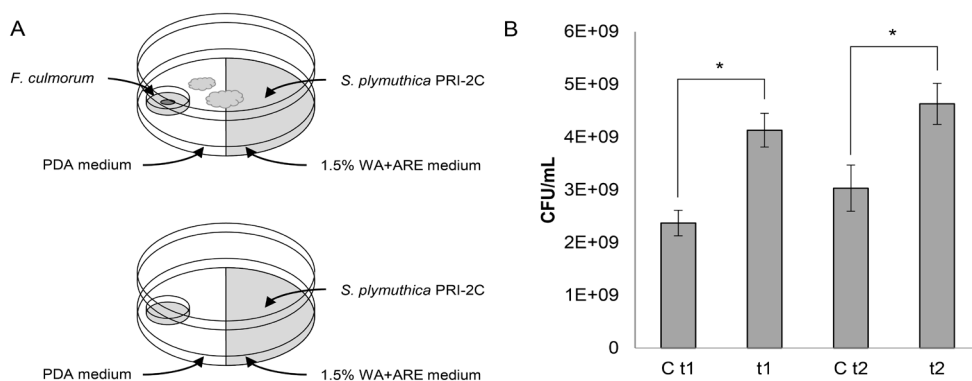 A
F. culmorum
S. plymuthica PRI-2C
PDA medium
1.5% WA+ARE medium
S. plymuthica PRI-2C
PDA medium
1.5% WA+ARE medium
B
CFU/mL
6E+09
5E+09
4E+09
3E+09
2E+09
1E+09
0
*
*
C t1
t1
C t2
t2